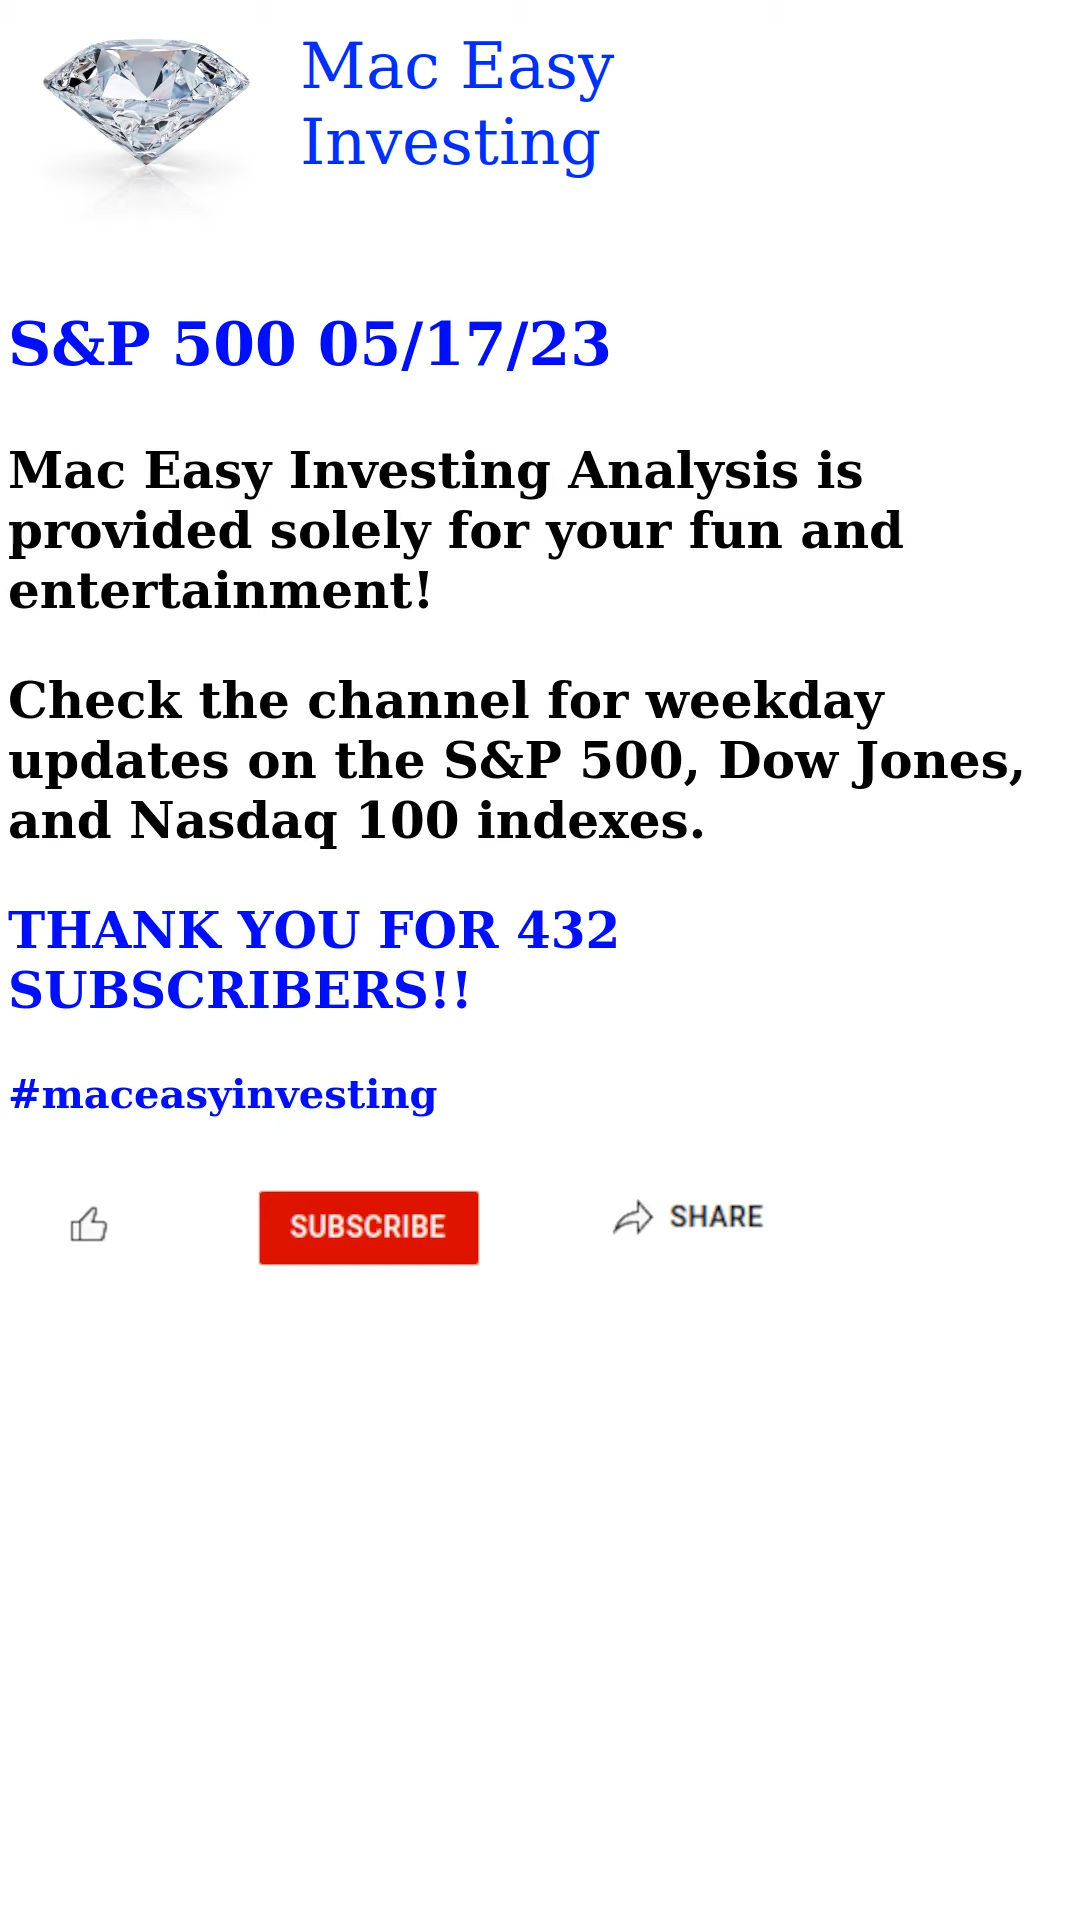 Mac Easy
Investing
S&P 500 05/17/23
Mac Easy Investing Analysis is
provided solely for your fun and
entertainment!
Check the channel for weekday
updates on the S&P 500, Dow Jones,
and Nasdaq 100 indexes.
THANK YOU FOR 432
SUBSCRIBERS!!
#maceasyinvesting
SUBSCRIBE
SHARE